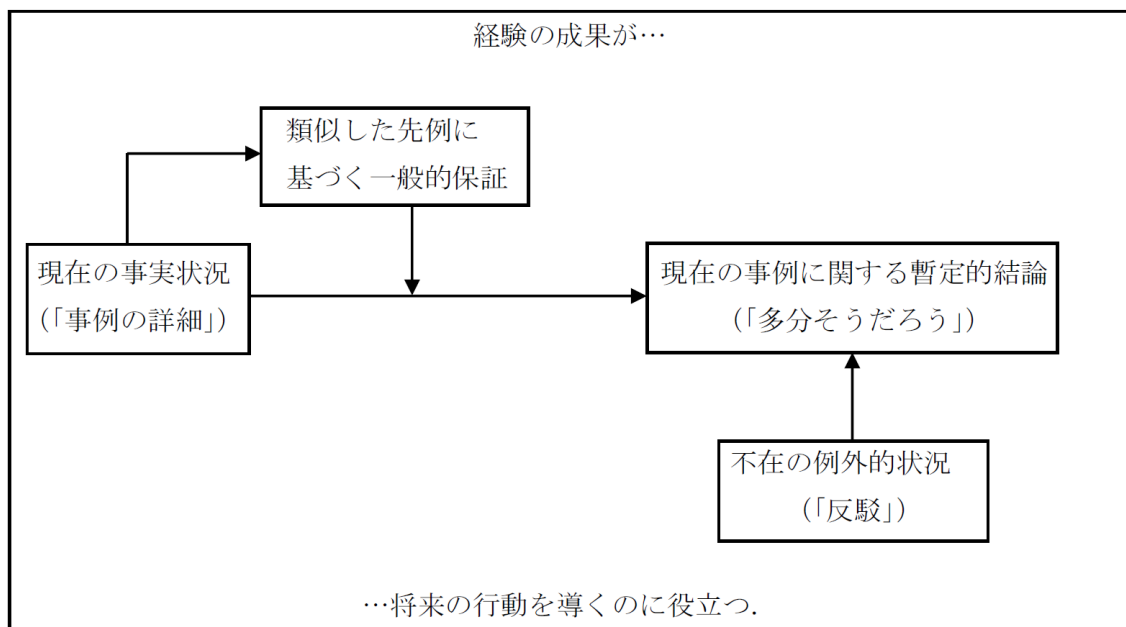 経験の成果が…
類似した先例に
基づく一般的保証
現在の事実状況
(「事例の詳細」)
現在の事例に関する暫定的結論
(「多分そうだろう」)
不在の例外的状況
(「反駁」)
…将来の行動を導くのに役立つ.